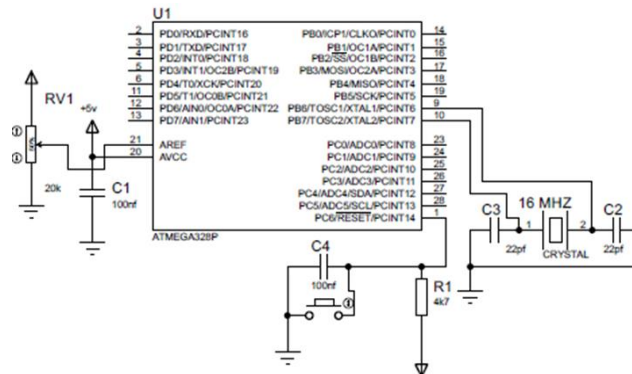 U1
2 PD0/RXD/PCINT16 PB0/ICP1/CLKO/PCINT0 14
3 PD1/TXD/PCINT17 PB1/OC1A/PCINT1 15
4 PD2/INT0/PCINT18 PB2/SS/OC1B/PCINT2 16
5 PD3/INT1/OC2B/PCINT19 PB3/MOSI/OC2A/PCINT3 17
6 PD4/T0/XCK/PCINT20 PB4/MISO/PCINT4 18
11 PD5/T1/OC0B/PCINT21 PB5/SCK/PCINT5 19
12 PD6/AIN0/OC0A/PCINT22 PB6/TOSC1/XTAL1/PCINT6 9
13 PD7/AIN1/PCINT23 PB7/TOSC2/XTAL2/PCINT7 10
RV1
+5v
21 AREF PC0/ADC0/PCINT8 23
20 AVCC PC1/ADC1/PCINT9 24
PC2/ADC2/PCINT10 25
PC3/ADC3/PCINT11 26
PC4/ADC4/SDA/PCINT12 27
PC5/ADC5/SCL/PCINT13 28
PC6/RESET/PCINT14 1
20k
C1
100nf
ATMEGA328P
C3 16 MHZ C2
1 2
22pf CRYSTAL 22pf
C4
100nf
R1
4k7